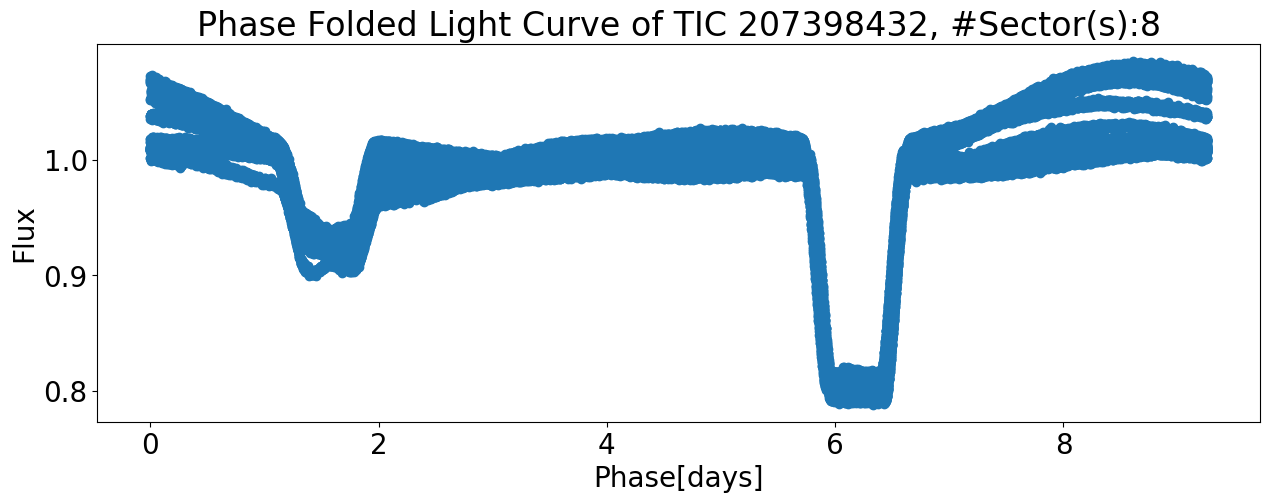 Phase Folded Light Curve of TIC 207398432, #Sector(s):8
Flux
1.0
0.9
0.8
0 2 4 6 8
Phase[days]